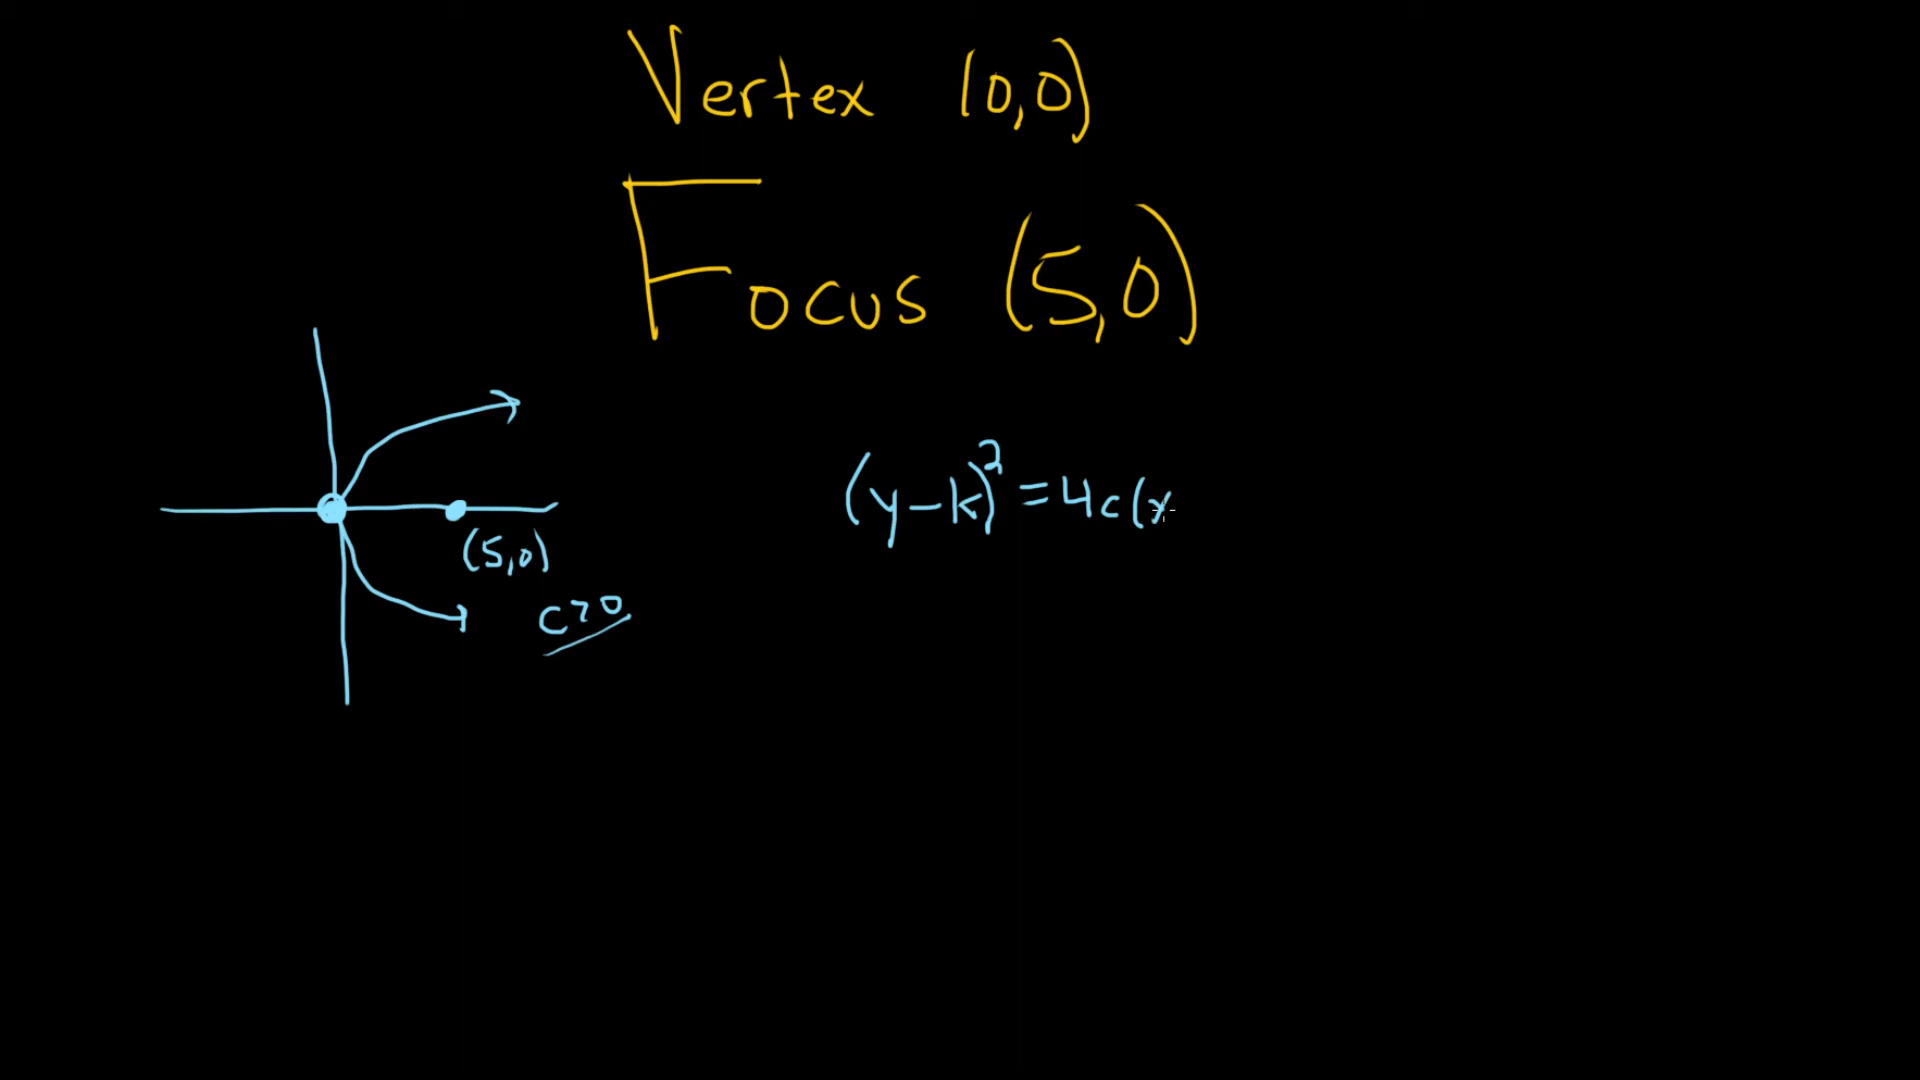 Vertex (0,0)
Focus (5,0)
(y-k)² = 4c(x
(5,0)
c>0